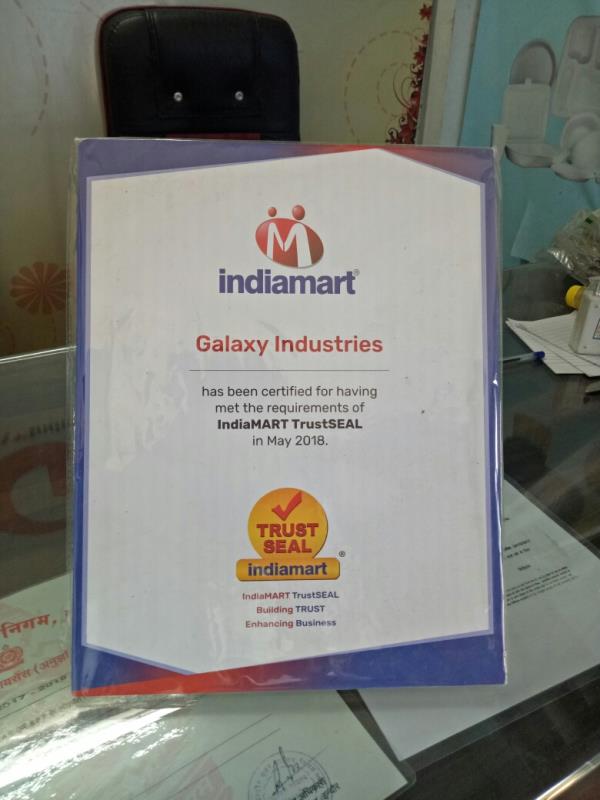 indiamart®
Galaxy Industries
has been certified for having
met the requirements of
IndiaMART TrustSEAL
in May 2018.
TRUST
SEAL
indiamart®
IndiaMART TrustSEAL
Building TRUST
Enhancing Business
निगम,